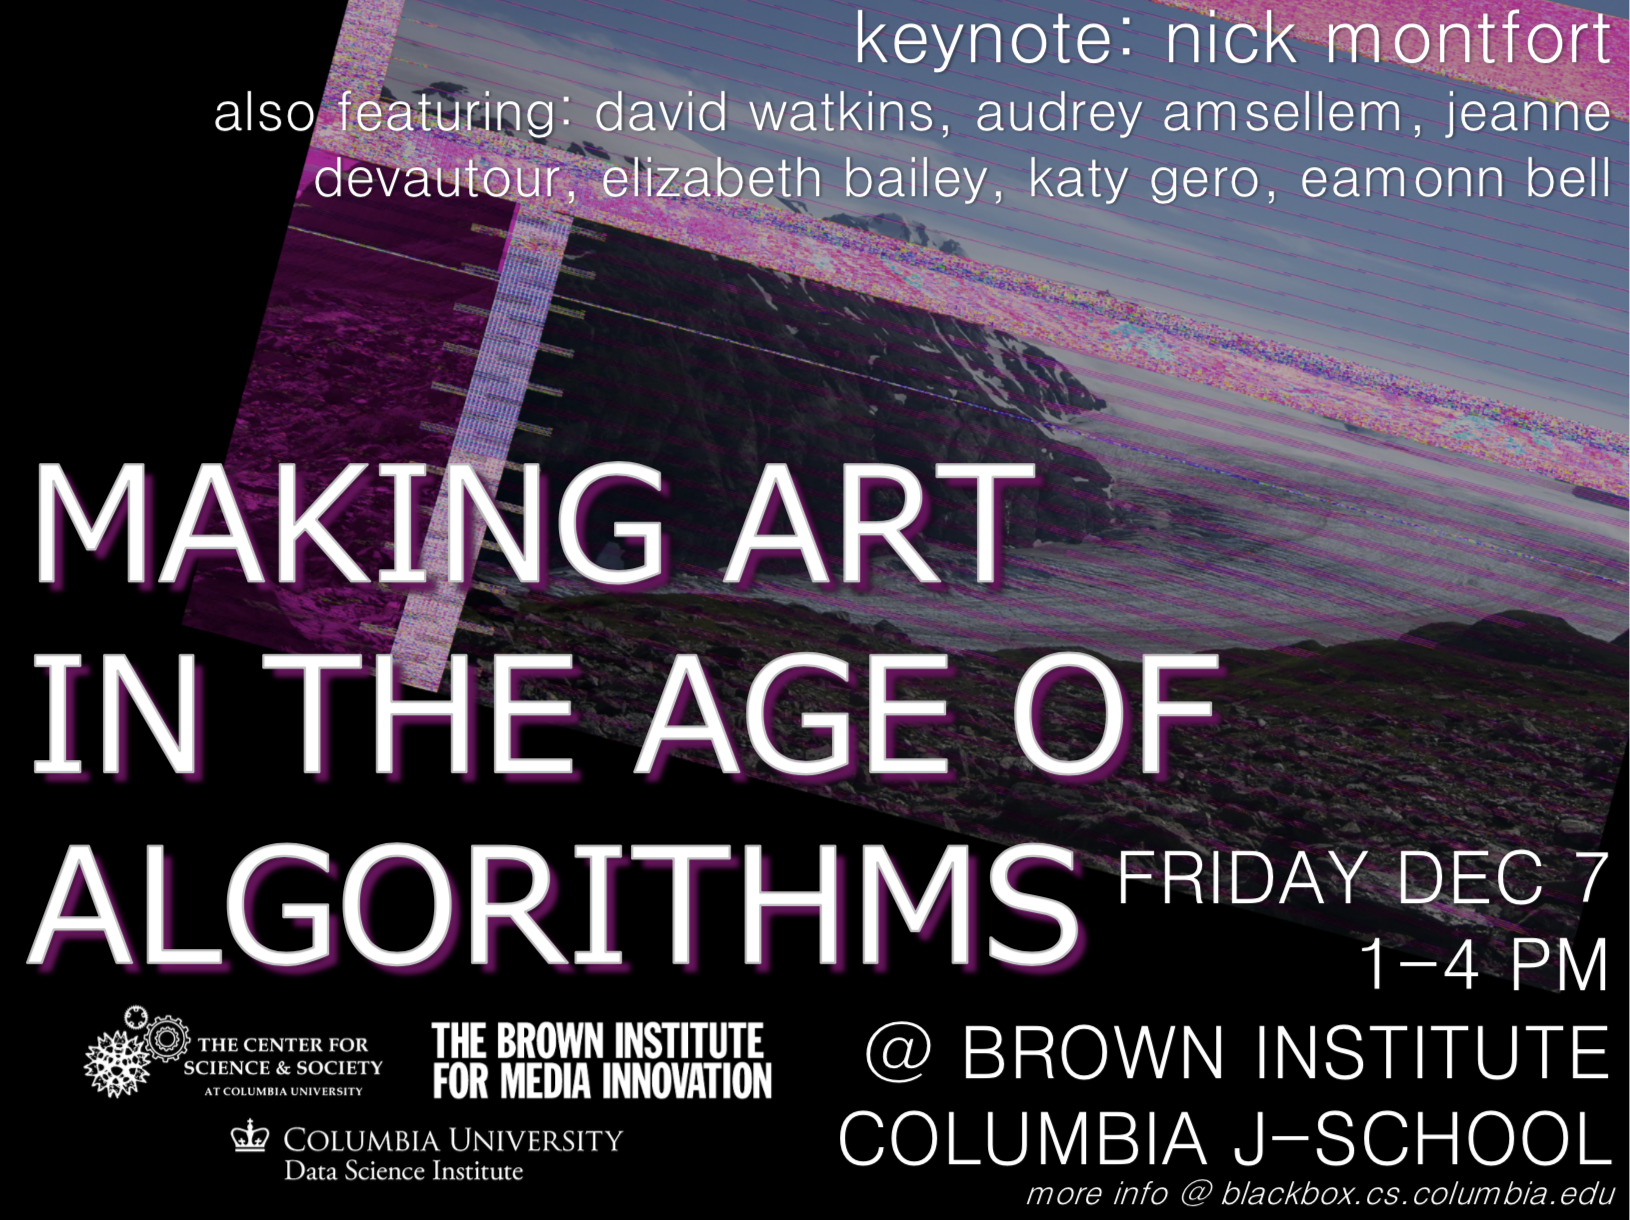 keynote: nick montfort
also featuring: david watkins, audrey amsellem, jeanne
devautour, elizabeth bailey, katy gero, eamonn bell
MAKING ART
IN THE AGE OF
ALGORITHMS
FRIDAY DEC 7
1-4 PM
@ BROWN INSTITUTE
COLUMBIA J-SCHOOL
more info @ blackbox.cs.columbia.edu
THE CENTER FOR
SCIENCE & SOCIETY
AT COLUMBIA UNIVERSITY
THE BROWN INSTITUTE
FOR MEDIA INNOVATION
COLUMBIA UNIVERSITY
Data Science Institute